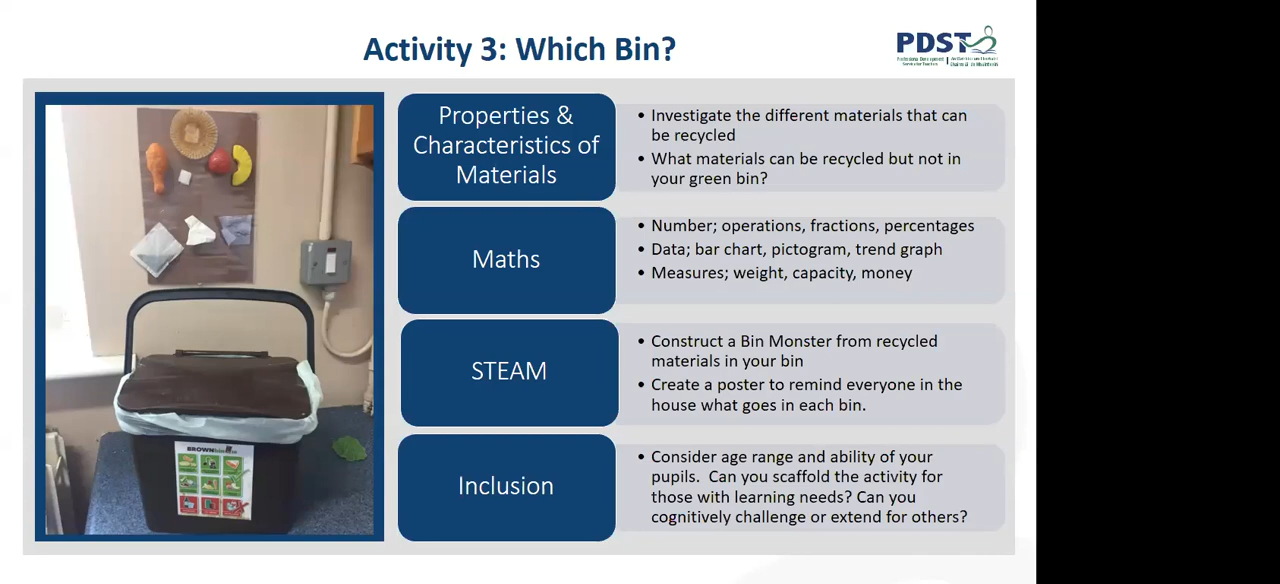 Activity 3: Which Bin?
PDST
Properties &
Characteristics of
Materials
• Investigate the different materials that can
be recycled
• What materials can be recycled but not in
your green bin?
Maths
• Number; operations, fractions, percentages
• Data; bar chart, pictogram, trend graph
• Measures; weight, capacity, money
STEAM
• Construct a Bin Monster from recycled
materials in your bin
• Create a poster to remind everyone in the
house what goes in each bin.
Inclusion
• Consider age range and ability of your
pupils. Can you scaffold the activity for
those with learning needs? Can you
cognitively challenge or extend for others?
BROWN